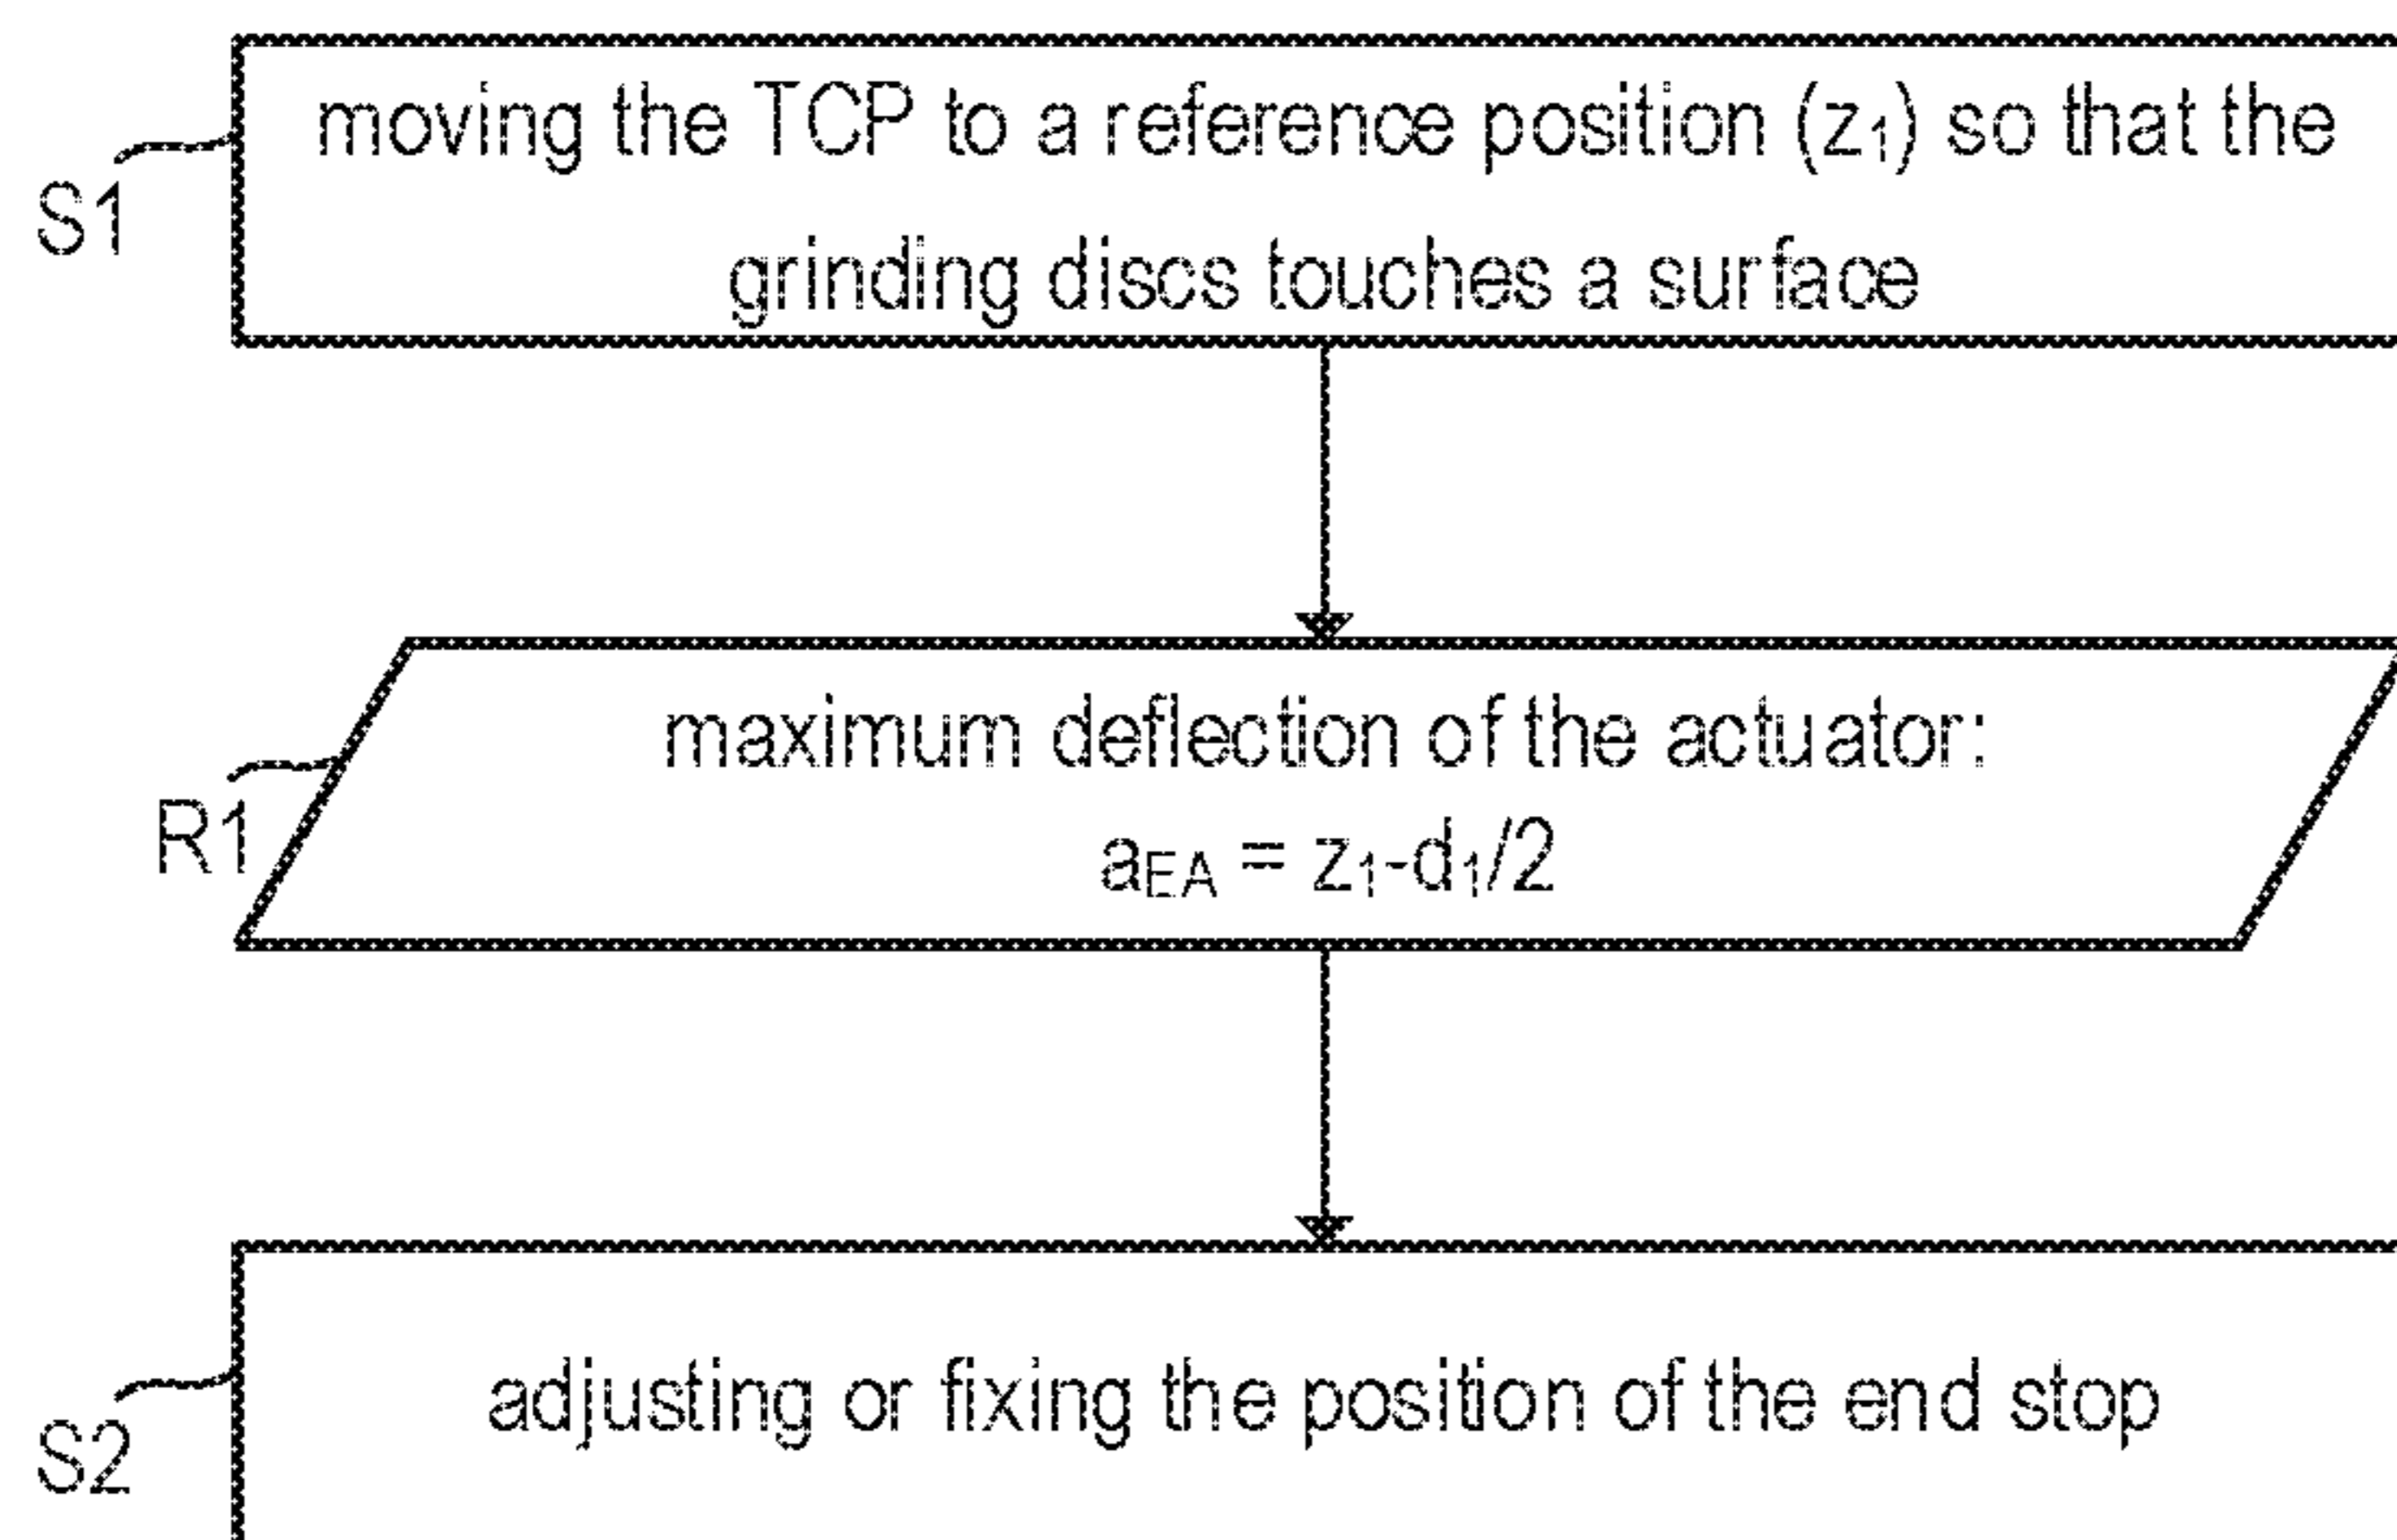 moving the TCP to a reference position (z₁) so that the
S1
grinding discs touches a surface
maximum deflection of the actuator:
R1
a_EA = z₁-d₁/2
adjusting or fixing the position of the end stop
S2